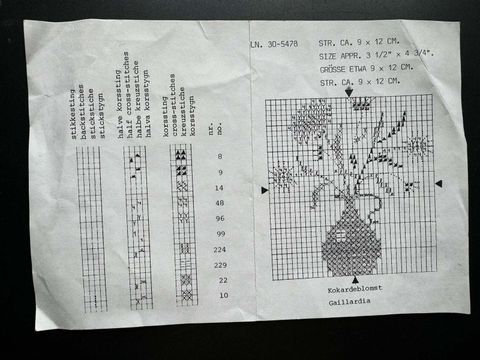 stikkesting
backstitches
stickstiche
stickstygn
halve korssting
half cross-stitches
halbe kreuzstiche
halva korsstygn
korssting
cross-stitches
kreuzstiche
korsstygn
nr.
no.
8
9
14
48
96
99
224
229
22
10
LN. 30-5478
STR. CA. 9 x 12 CM.
SIZE APPR. 3 1/2" x 4 3/4".
GRÖSSE ETWA 9 x 12 CM.
STR. CA. 9 x 12 CM.
Kokardeblomst
Gaillardia